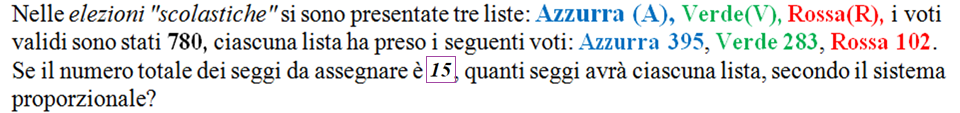 Nelle elezioni "scolastiche" si sono presentate tre liste: Azzurra (A), Verde(V), Rossa(R), i voti
validi sono stati 780, ciascuna lista ha preso i seguenti voti: Azzurra 395, Verde 283, Rossa 102.
Se il numero totale dei seggi da assegnare è 15, quanti seggi avrà ciascuna lista, secondo il sistema
proporzionale?